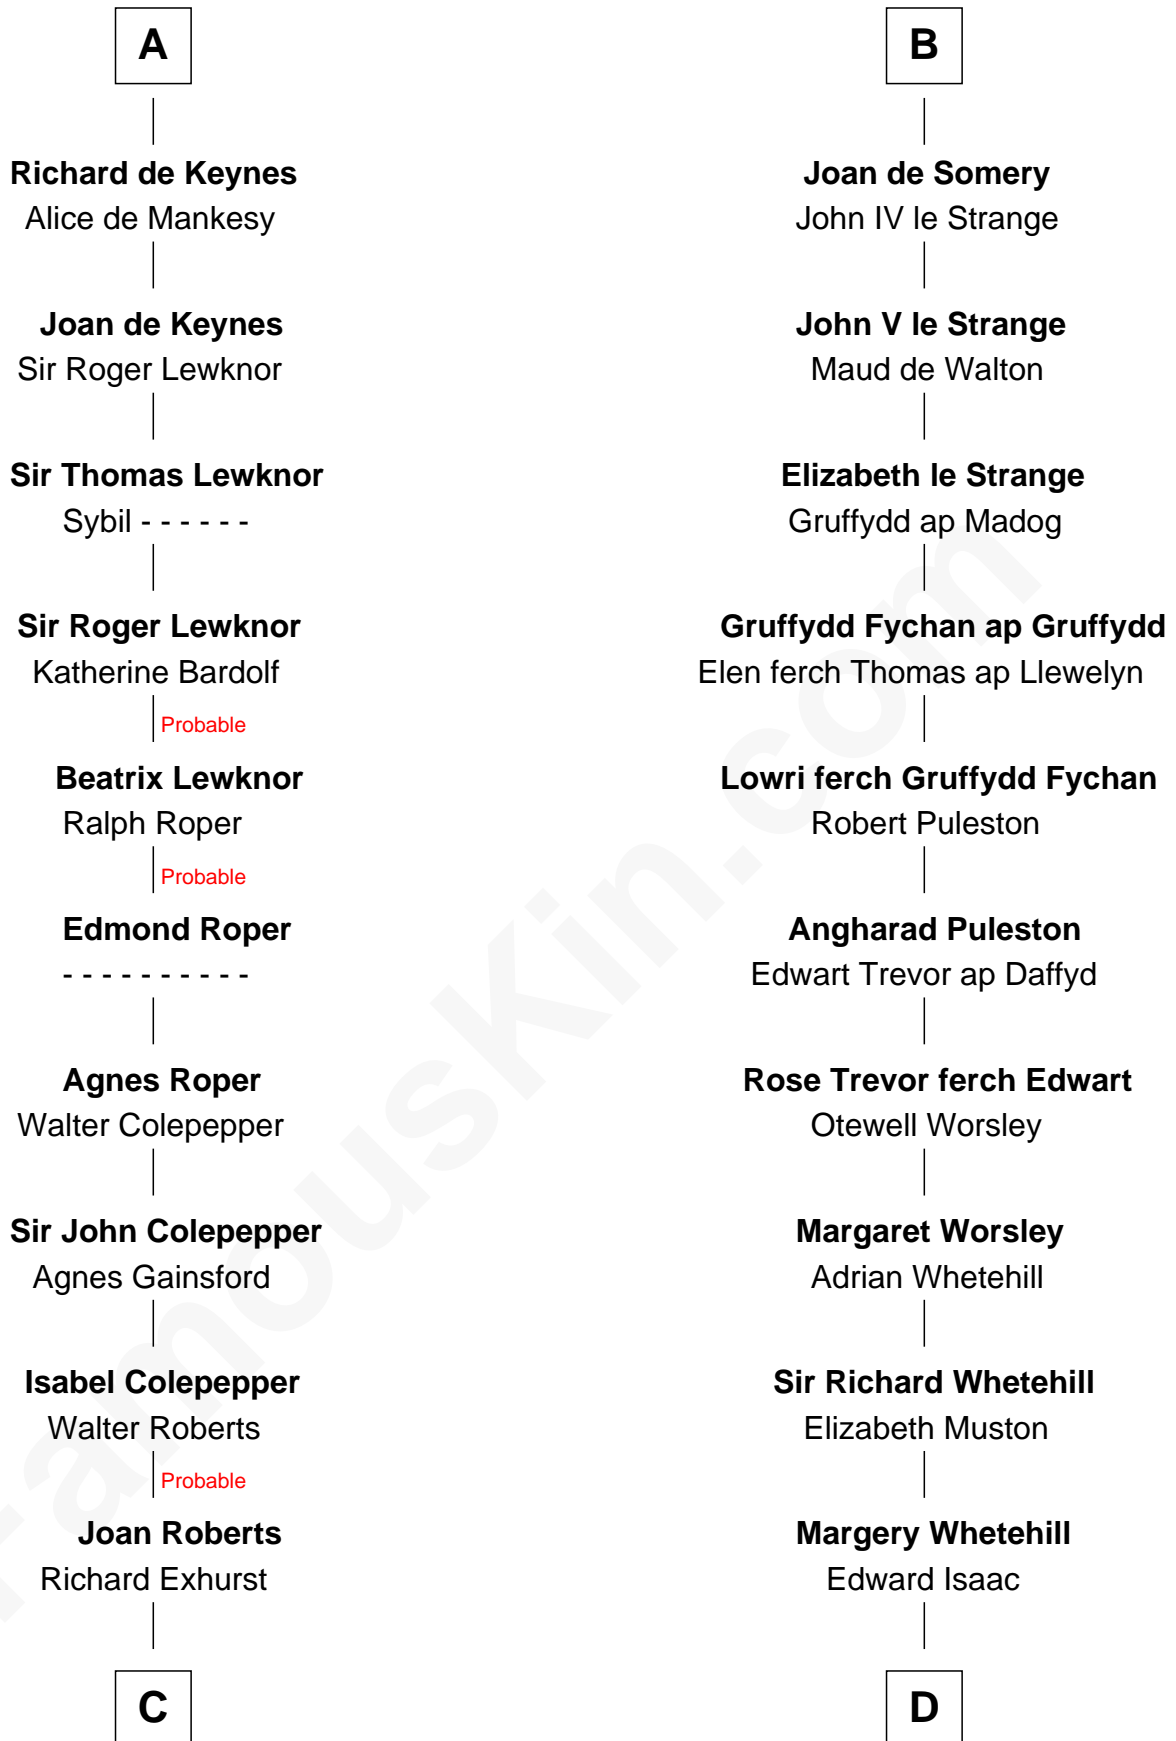 A
Richard de Keynes
Alice de Mankesy
Joan de Keynes
Sir Roger Lewknor
Sir Thomas Lewknor
Sybil - - - - - -
Sir Roger Lewknor
Katherine Bardolf
Probable
Beatrix Lewknor
Ralph Roper
Probable
Edmond Roper
- - - - - - - - - -
Agnes Roper
Walter Colepepper
Sir John Colepepper
Agnes Gainsford
Isabel Colepepper
Walter Roberts
Probable
Joan Roberts
Richard Exhurst
C
B
Joan de Somery
John IV le Strange
John V le Strange
Maud de Walton
Elizabeth le Strange
Gruffydd ap Madog
Gruffydd Fychan ap Gruffydd
Elen ferch Thomas ap Llewelyn
Lowri ferch Gruffydd Fychan
Robert Puleston
Angharad Puleston
Edwart Trevor ap Daffyd
Rose Trevor ferch Edwart
Otewell Worsley
Margaret Worsley
Adrian Whetehill
Sir Richard Whetehill
Elizabeth Muston
Margery Whetehill
Edward Isaac
D
FamousKin.com